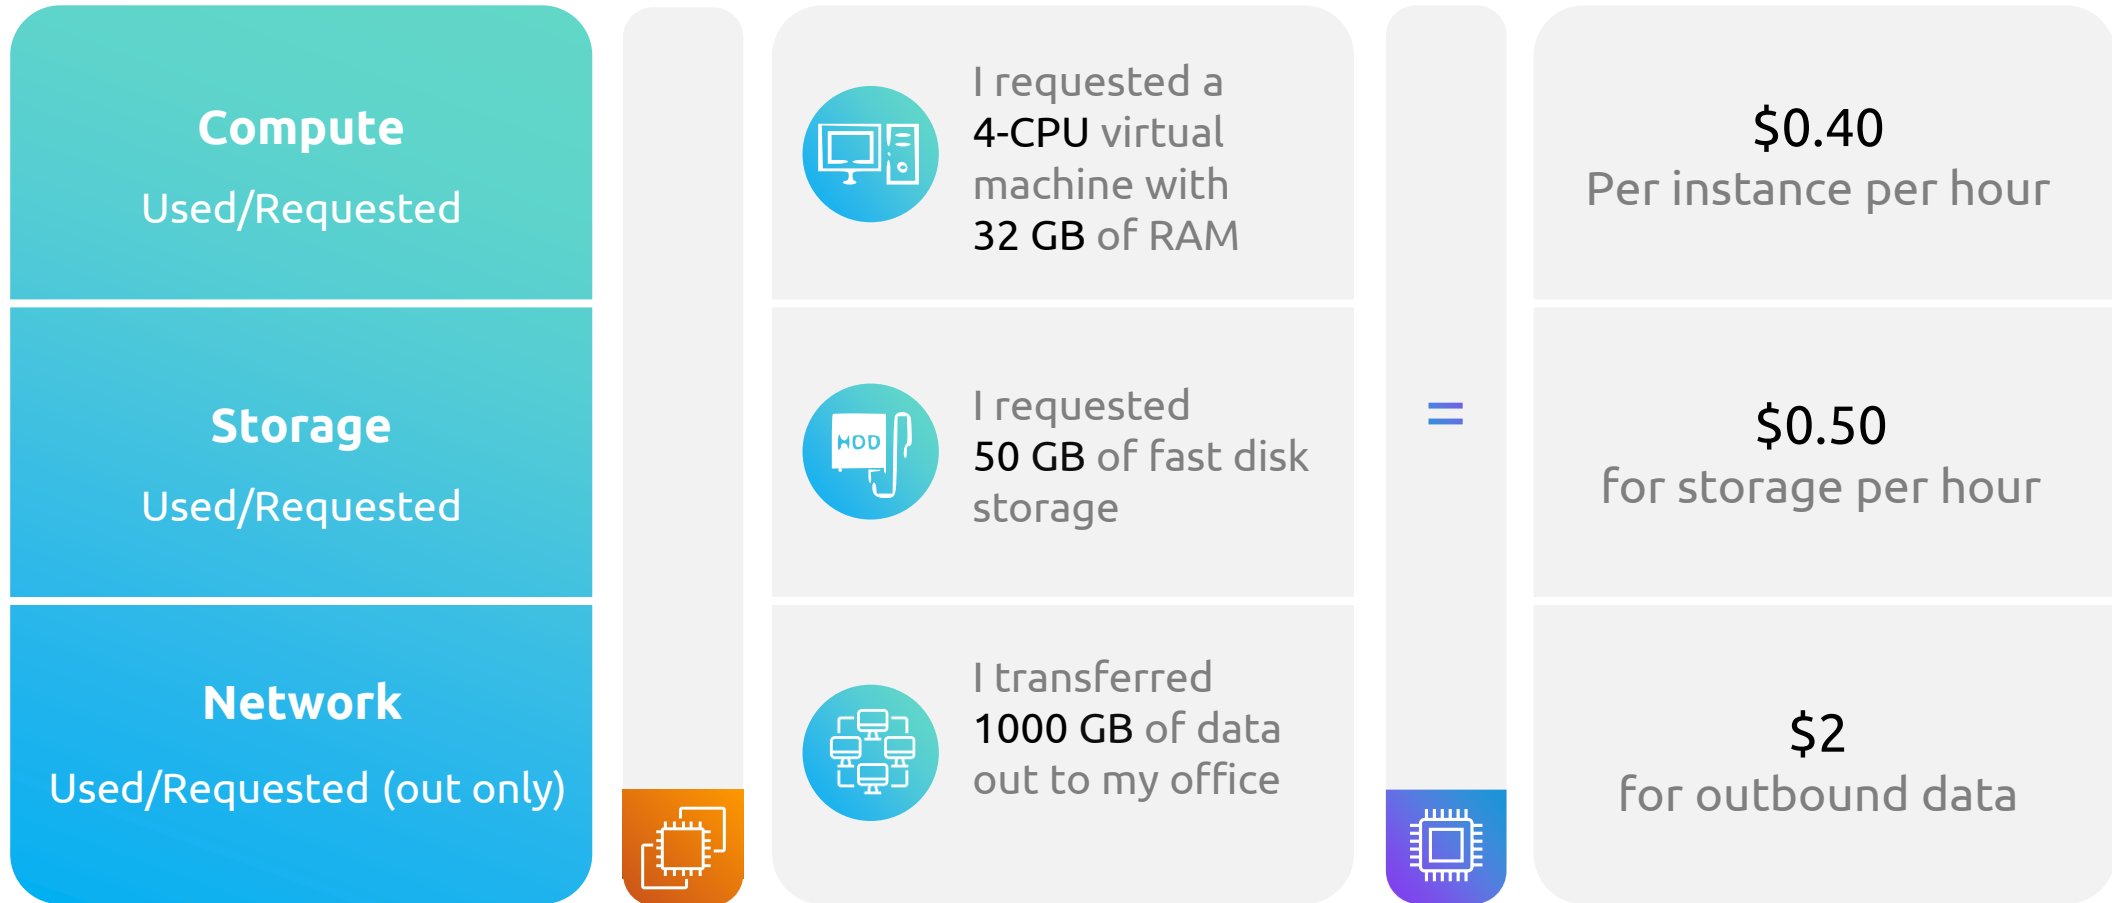 Compute
Used/Requested
I requested a
4-CPU virtual
machine with
32 GB of RAM
$0.40
Per instance per hour
Storage
Used/Requested
HDD
I requested
50 GB of fast disk
storage
=
$0.50
for storage per hour
Network
Used/Requested (out only)
I transferred
1000 GB of data
out to my office
$2
for outbound data